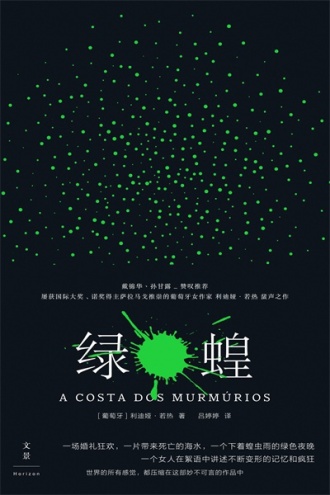 戴锦华·孙甘露 _ 赞叹推荐
屡获国际大奖、诺奖得主萨拉马戈推崇的葡萄牙女作家 利迪娅·若热 蜚声之作
绿 蝗
A COSTA DOS MURMÚRIOS
[葡萄牙] 利迪娅·若热 著 吕婷婷 译
一场婚礼狂欢，一片带来死亡的海水，一个下着蝗虫雨的绿色夜晚
一个女人在絮语中讲述不断变形的记忆和疯狂
世界的所有感觉，都压缩在这部妙不可言的作品中
文景
Horizon